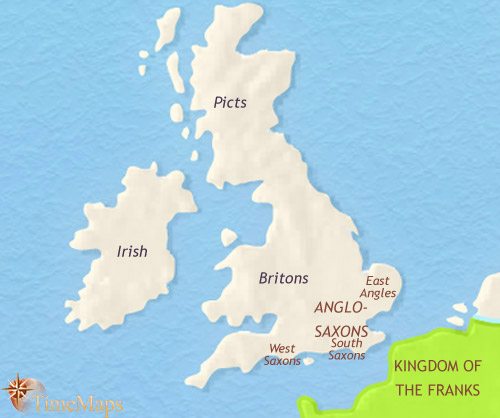 Picts
Irish
Britons
East
Angles
ANGLO-
SAXONS
West
Saxons
South
Saxons
KINGDOM OF
THE FRANKS
TimeMaps